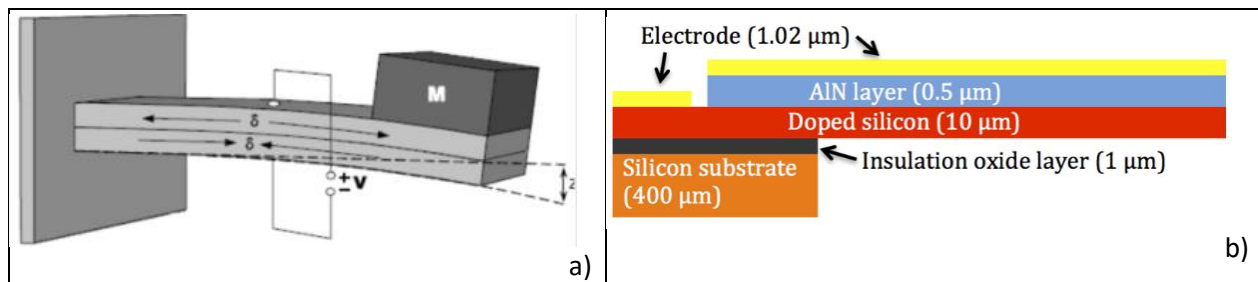 M
δ
δ
+
V
−
z
a)
Electrode (1.02 μm)
AlN layer (0.5 μm)
Doped silicon (10 μm)
Insulation oxide layer (1 μm)
Silicon substrate
(400 μm)
b)